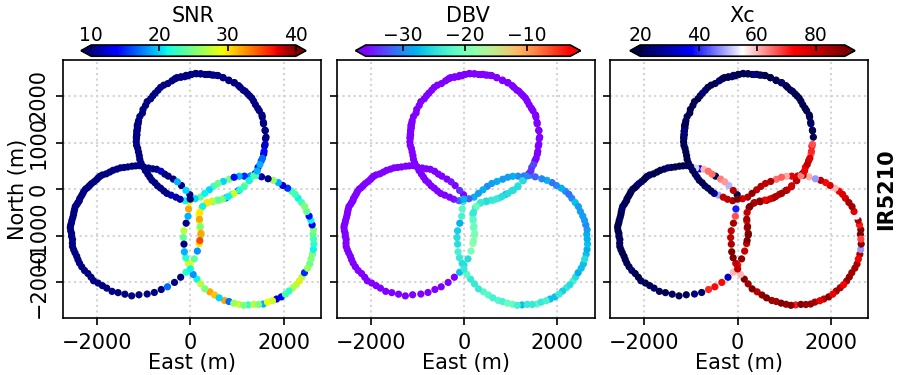 SNR
10 20 30 40
DBV
−30 −20 −10
Xc
20 40 60 80
North (m)
2000
1000
0
−1000
−2000
−2000 0 2000
East (m)
−2000 0 2000
East (m)
−2000 0 2000
East (m)
IR5210